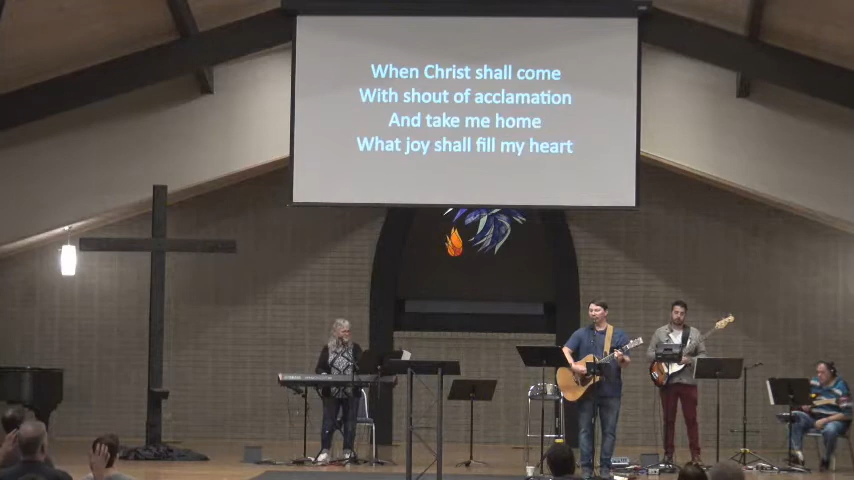 When Christ shall come
With shout of acclamation
And take me home
What joy shall fill my heart